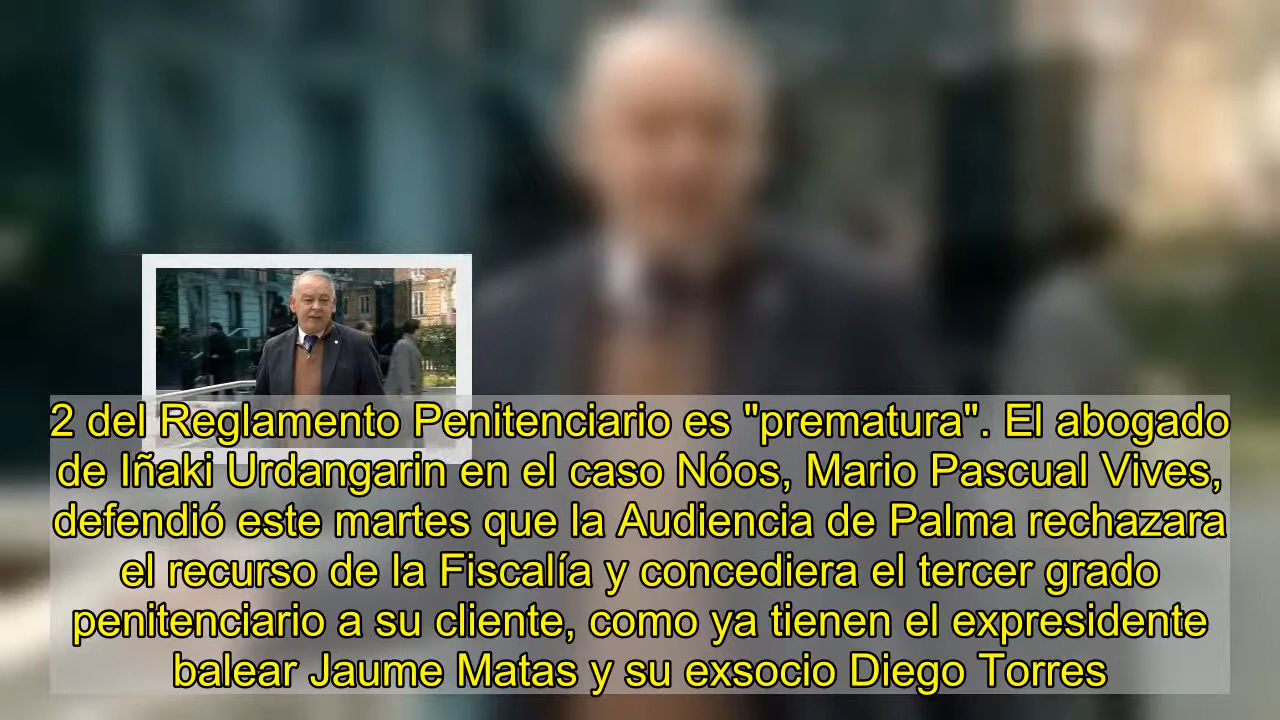 2 del Reglamento Penitenciario es "prematura". El abogado
de Iñaki Urdangarin en el caso Nóos, Mario Pascual Vives,
defendió este martes que la Audiencia de Palma rechazara
el recurso de la Fiscalía y concediera el tercer grado
penitenciario a su cliente, como ya tienen el expresidente
balear Jaume Matas y su exsocio Diego Torres